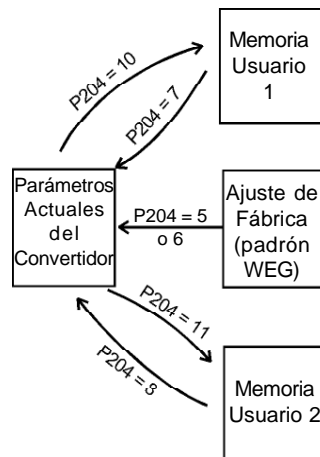 P204 = 10
Memoria
Usuario
1
P204 = 7
Parámetros
Actuales
del
Convertidor
P204 = 5
o 6
Ajuste de
Fábrica
(padrón
WEG)
P204 = 11
P204 = 8
Memoria
Usuario 2